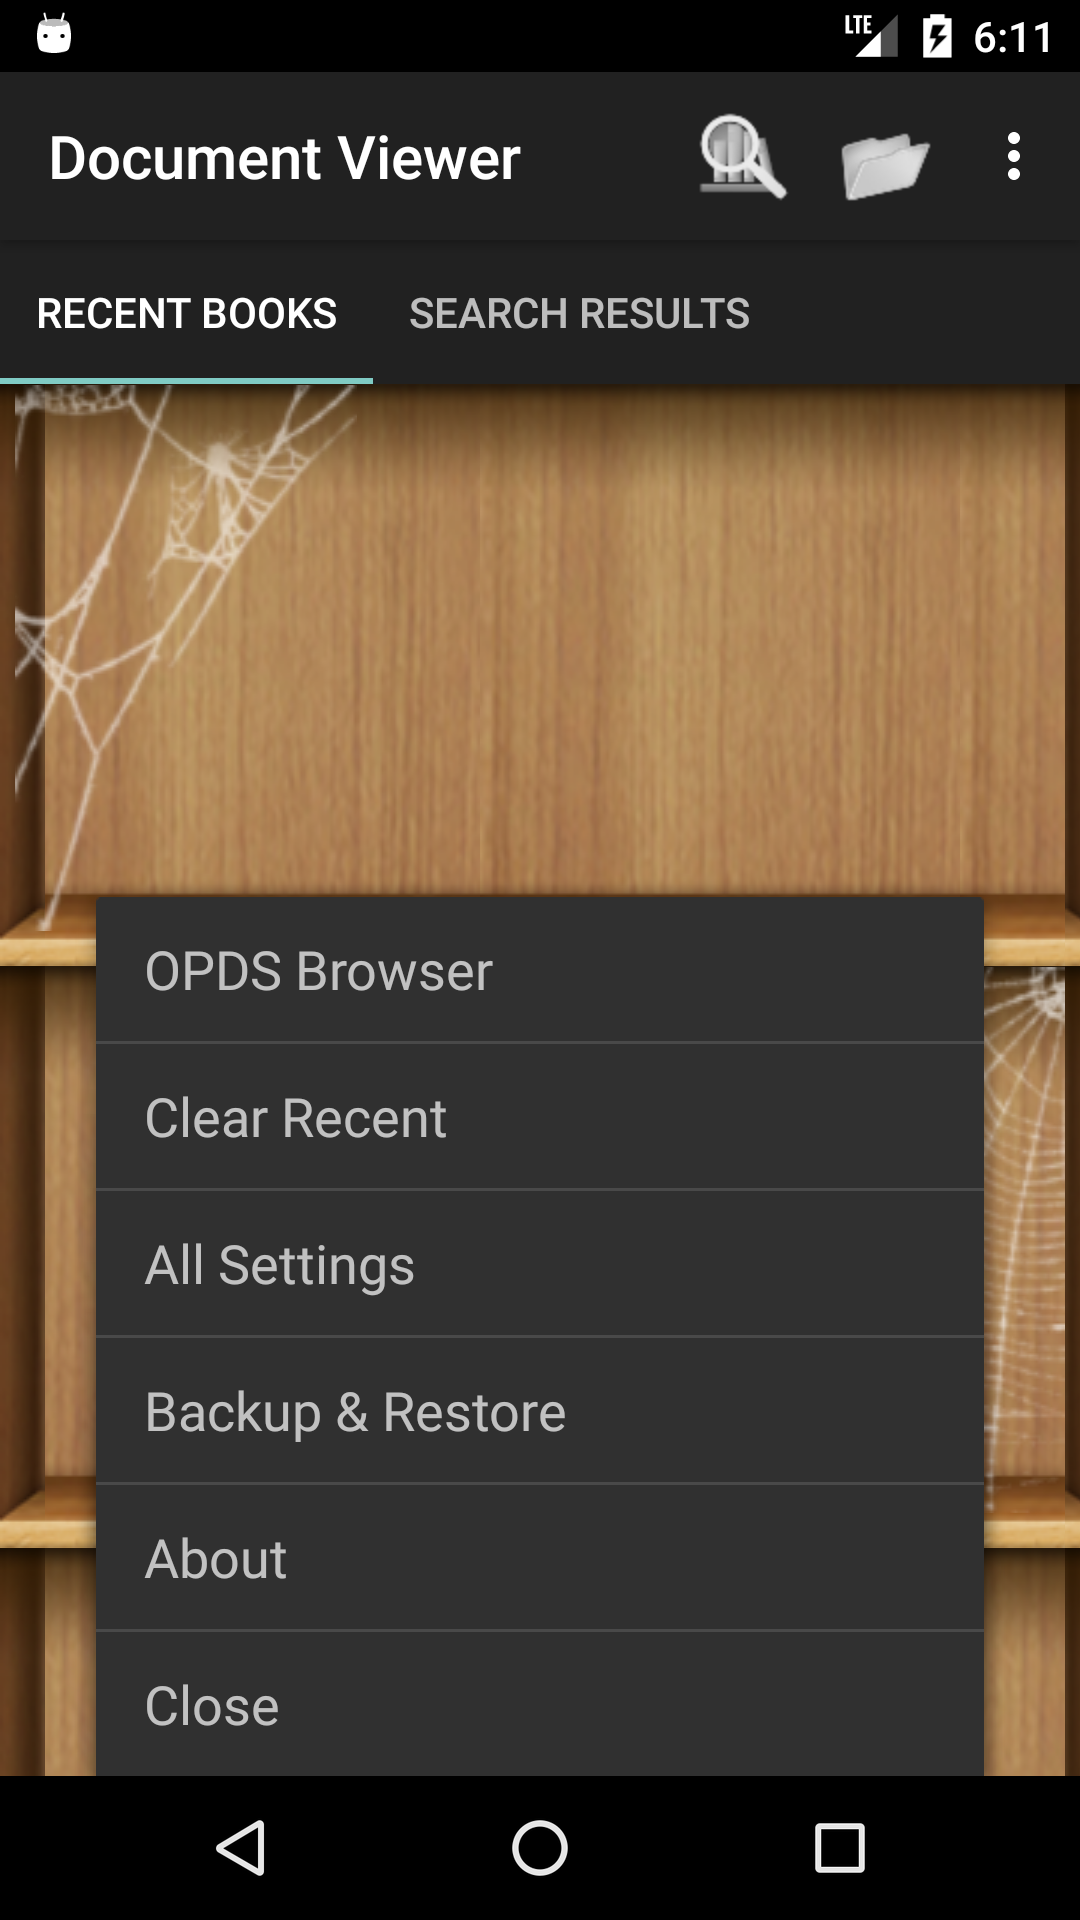 LTE 6:11
Document Viewer
RECENT BOOKS SEARCH RESULTS
OPDS Browser
Clear Recent
All Settings
Backup & Restore
About
Close